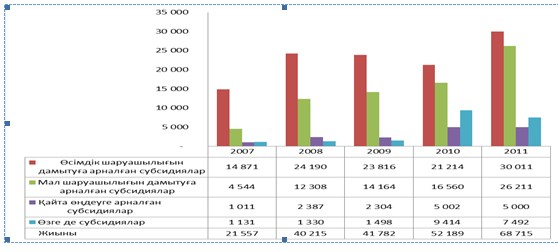 35 000
30 000
25 000
20 000
15 000
10 000
5 000
-
2007 2008 2009 2010 2011
Өсімдік шаруашылығын дамытуға арналған субсидиялар 14 871 24 190 23 816 21 214 30 011
Мал шаруашылығын дамытуға арналған субсидиялар 4 544 12 308 14 164 16 560 26 211
Қайта өңдеуге арналған субсидиялар 1 011 2 387 2 304 5 002 5 000
Өзге де субсидиялар 1 131 1 330 1 498 9 414 7 492
Жиыны 21 557 40 215 41 782 52 189 68 715